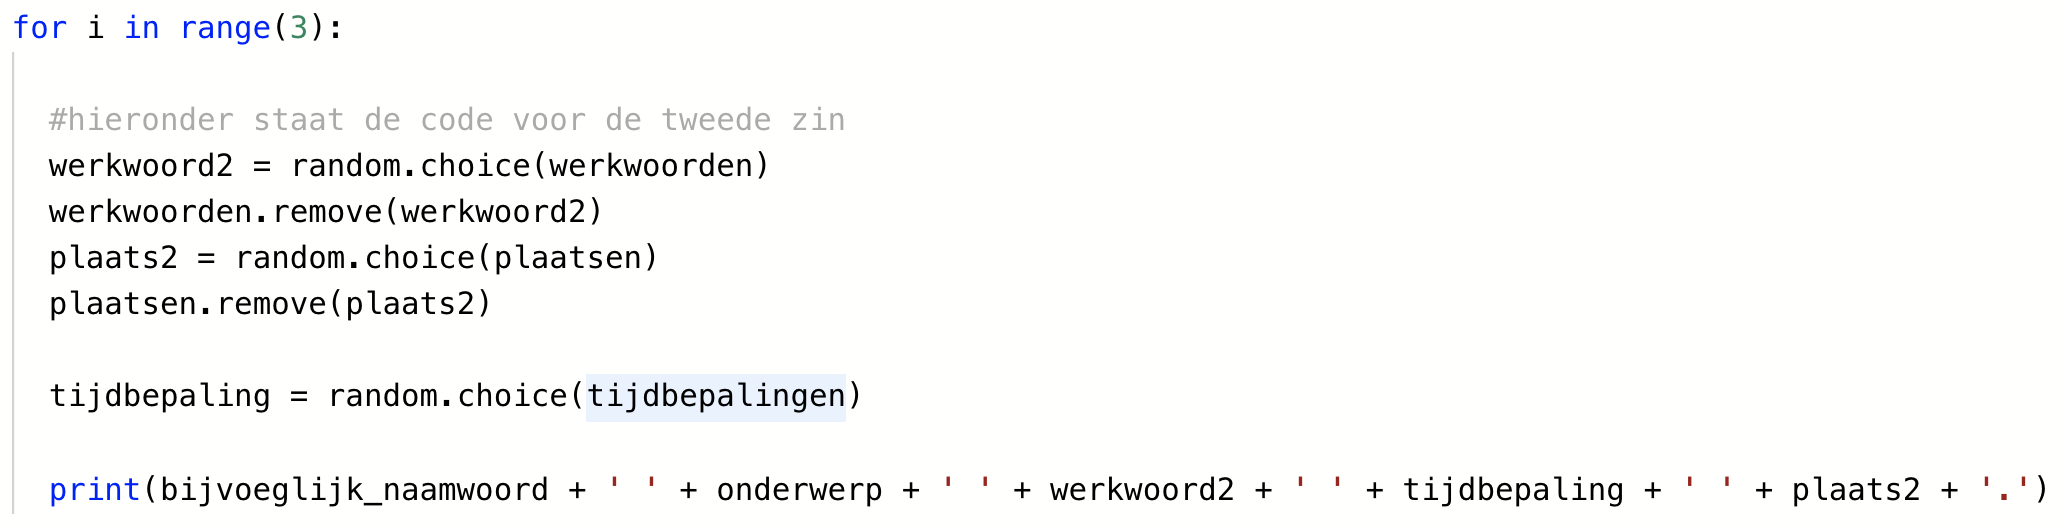 for i in range(3):
#hieronder staat de code voor de tweede zin
werkwoord2 = random.choice(werkwoorden)
werkwoorden.remove(werkwoord2)
plaats2 = random.choice(plaatsen)
plaatsen.remove(plaats2)
tijdbepaling = random.choice(tijdbepalingen)
print(bijvoeglijk_naamwoord + ' ' + onderwerp + ' ' + werkwoord2 + ' ' + tijdbepaling + ' ' + plaats2 + '.')